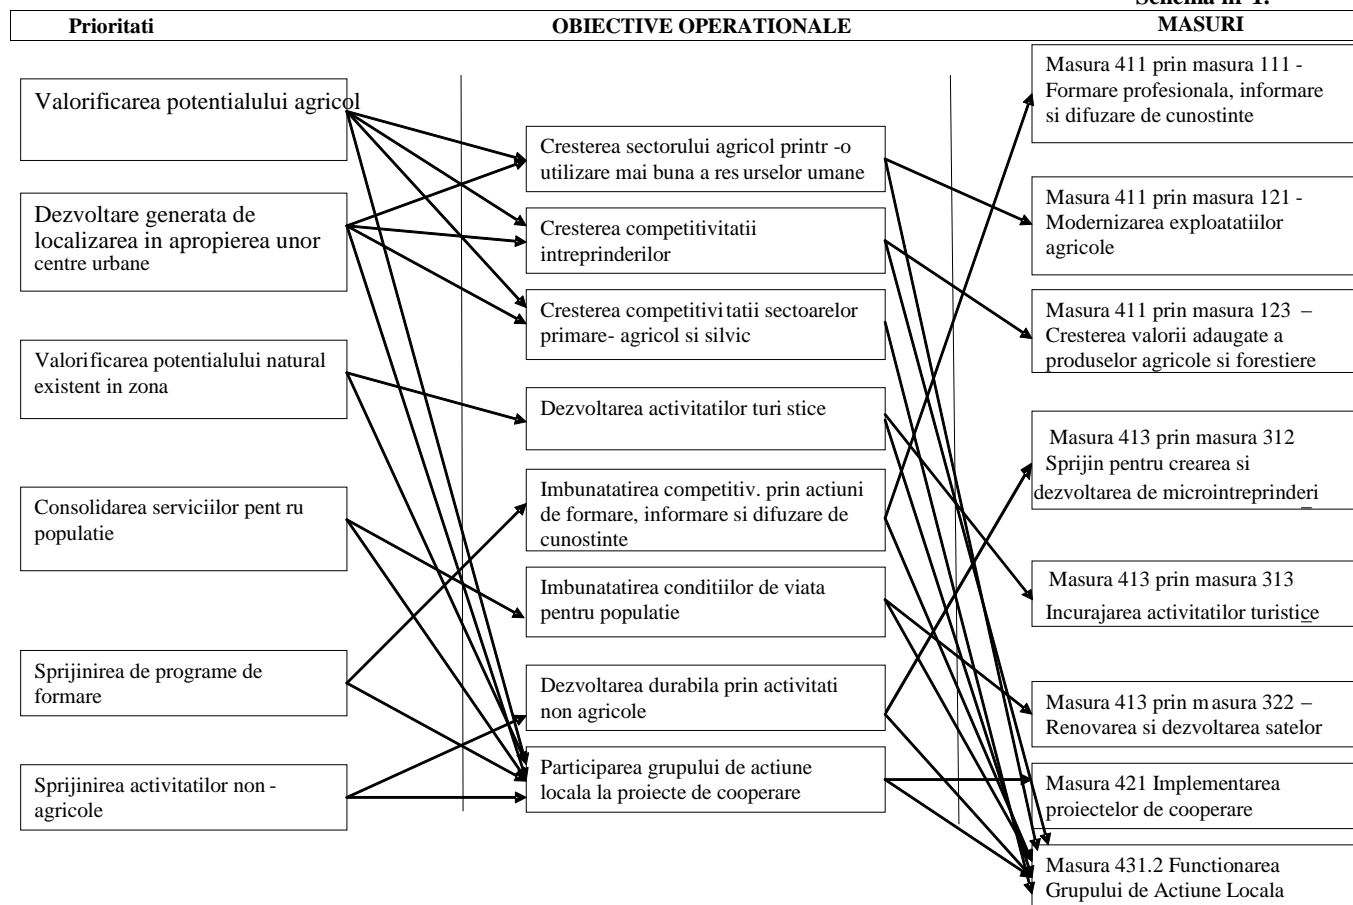 Schema nr 1.
Prioritati
OBIECTIVE OPERATIONALE
MASURI
Valorificarea potentialului agricol
Dezvoltare generata de
localizarea in apropierea unor
centre urbane
Valorificarea potentialului natural
existent in zona
Consolidarea serviciilor pent ru
populatie
Sprijinirea de programe de
formare
Sprijinirea activitatilor non -
agricole
Cresterea sectorului agricol printr -o
utilizare mai buna a res urselor umane
Cresterea competitivitatii
intreprinderilor
Cresterea competitivitatii sectoarelor
primare- agricol si silvic
Dezvoltarea activitatilor turi stice
Imbunatatirea competitiv. prin actiuni
de formare, informare si difuzare de
cunostinte
Imbunatatirea conditiilor de viata
pentru populatie
Dezvoltarea durabila prin activitati
non agricole
Participarea grupului de actiune
locala la proiecte de cooperare
Masura 411 prin masura 111 -
Formare profesionala, informare
si difuzare de cunostinte
Masura 411 prin masura 121 -
Modernizarea exploatatiilor
agricole
Masura 411 prin masura 123 –
Cresterea valorii adaugate a
produselor agricole si forestiere
Masura 413 prin masura 312
Sprijin pentru crearea si
dezvoltarea de microintreprinderi
Masura 413 prin masura 313
Incurajarea activitatilor turistice
Masura 413 prin m asura 322 –
Renovarea si dezvoltarea satelor
Masura 421 Implementarea
proiectelor de cooperare
Masura 431.2 Functionarea
Grupului de Actiune Locala